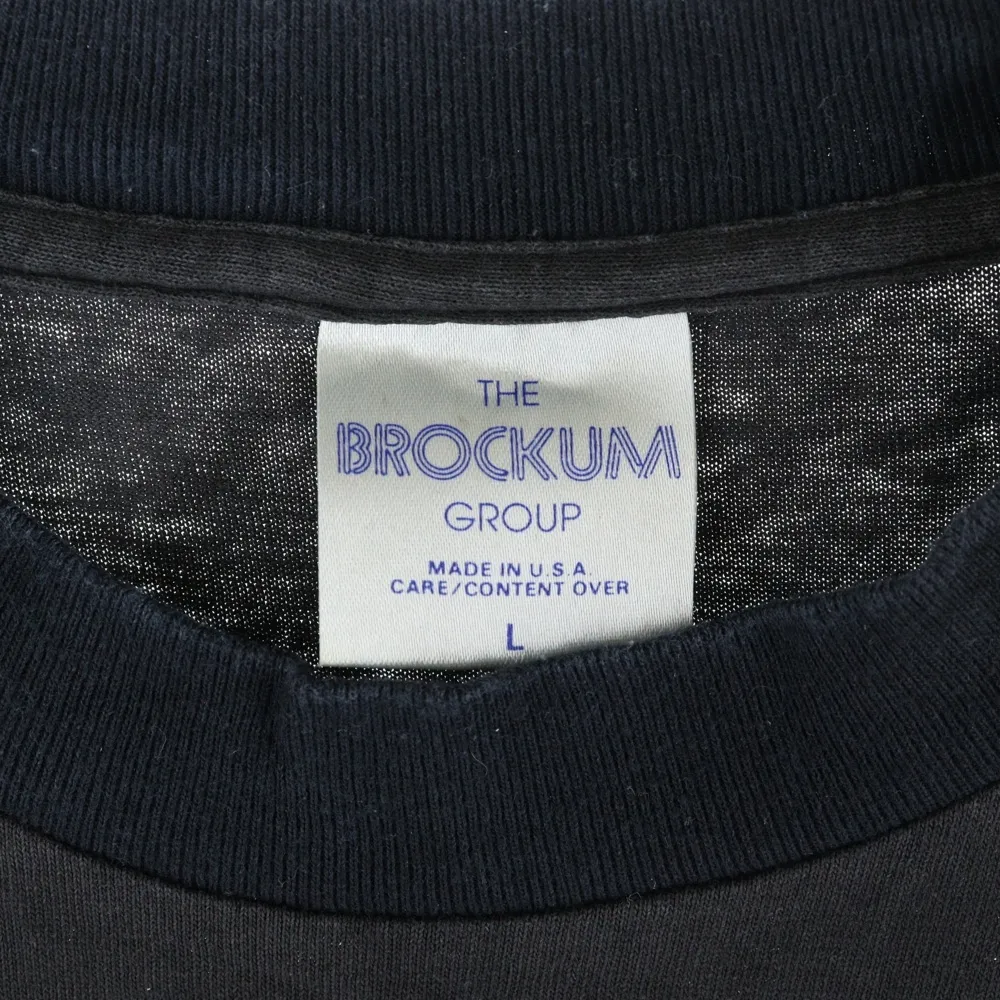 THE
BROCKUM
GROUP
MADE IN U.S.A.
CARE/CONTENT OVER
L